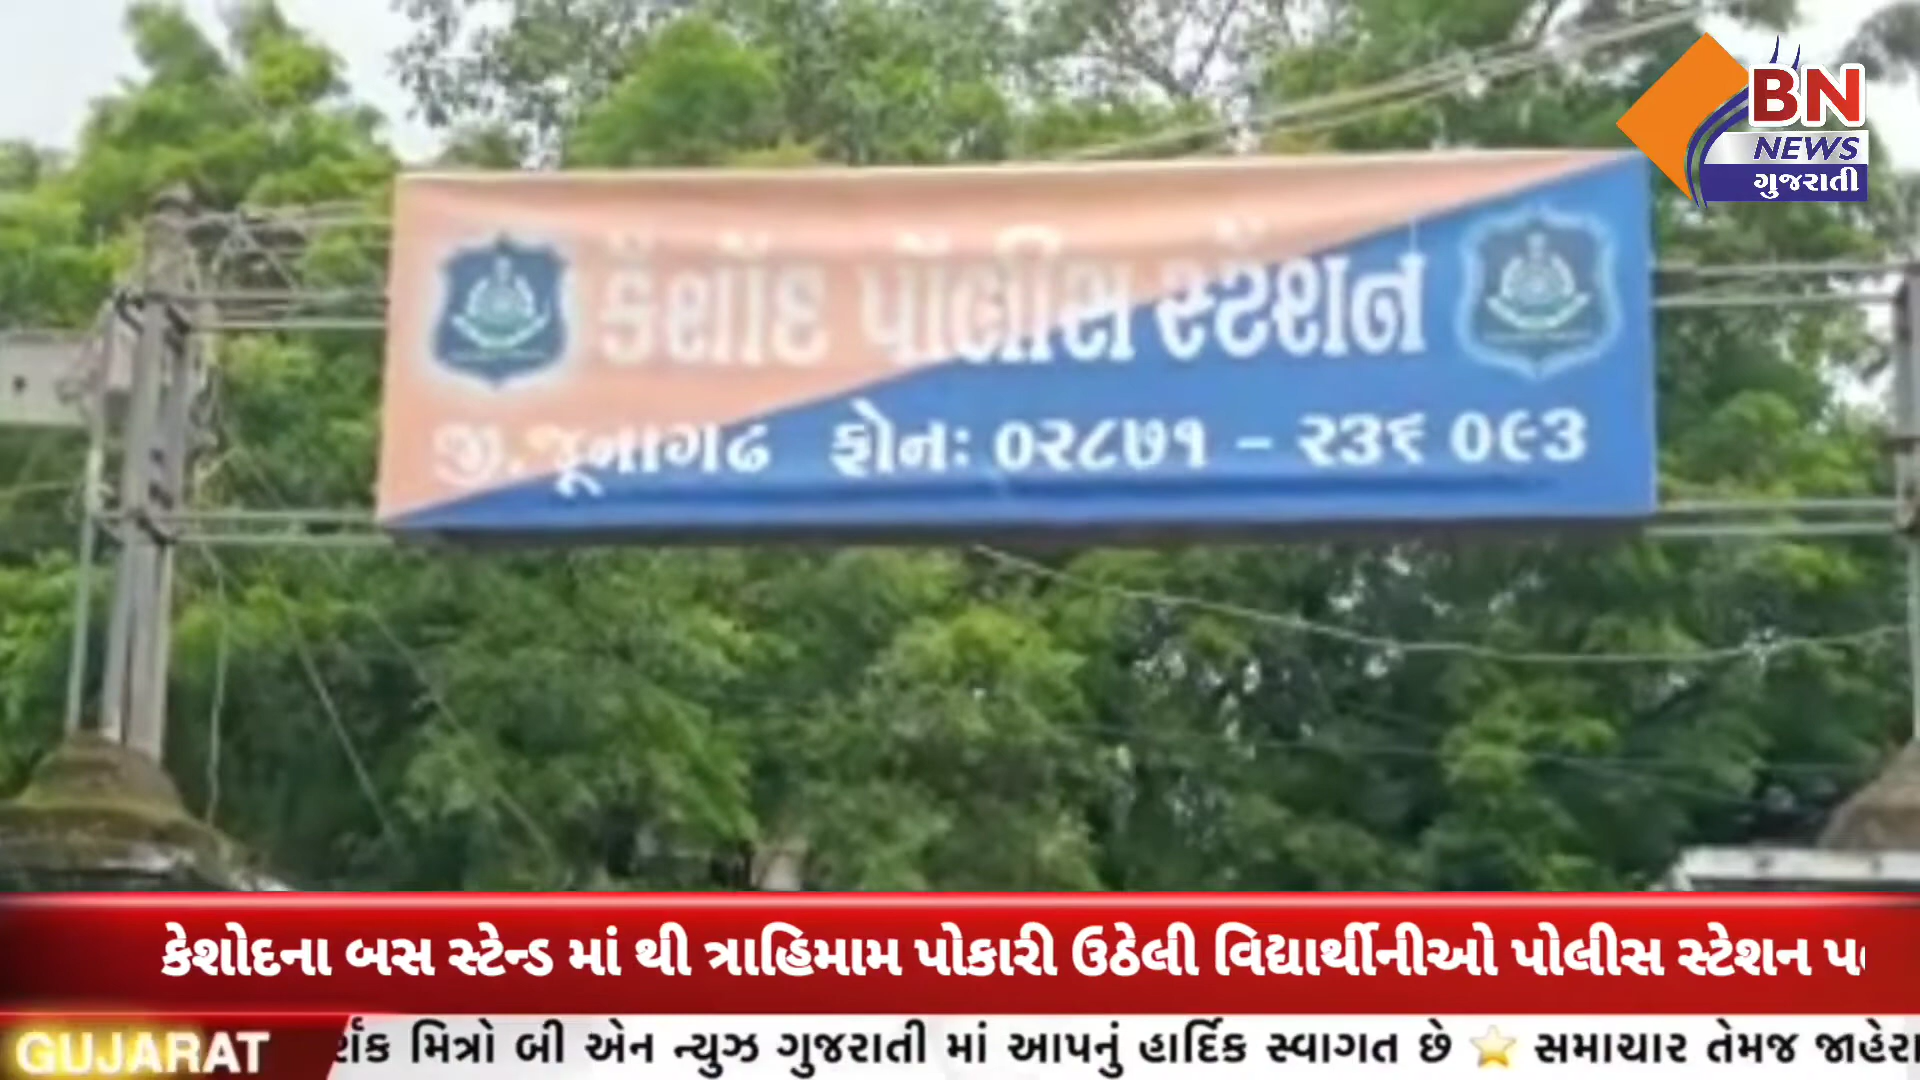 BN
NEWS
ગુજરાતી
કેશોદ પોલીસ સ્ટેશન
જી.જૂનાગઢ ફોન: ૦૨૮૭૧ - ૨૩૬ ૦૯૩
કેશોદના બસ સ્ટેન્ડ માં થી ત્રાહિમામ પોકારી ઉઠેલી વિદ્યાર્થીનીઓ પોલીસ સ્ટેશન
GUJARAT
મિત્રો બી એન ન્યુઝ ગુજરાતી માં આપનું હાર્દિક સ્વાગત છે ⭐ સમાચાર તેમજ